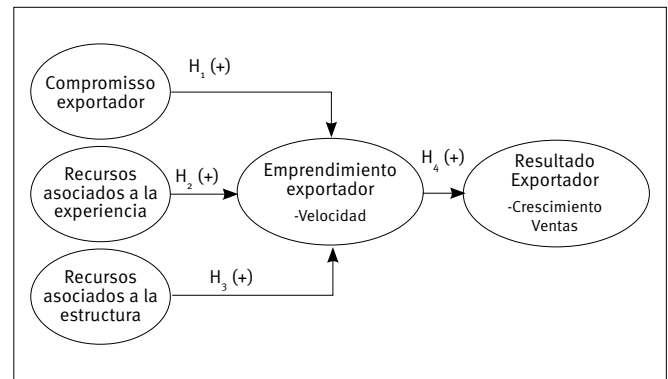 Compromisso
exportador
H₁ (+)
Recursos
asociados a la
experiencia
H₂ (+)
Recursos
asociados a la
estructura
H₃ (+)
Emprendimiento
exportador
-Velocidad
H₄ (+)
Resultado
Exportador
-Crescimiento
Ventas